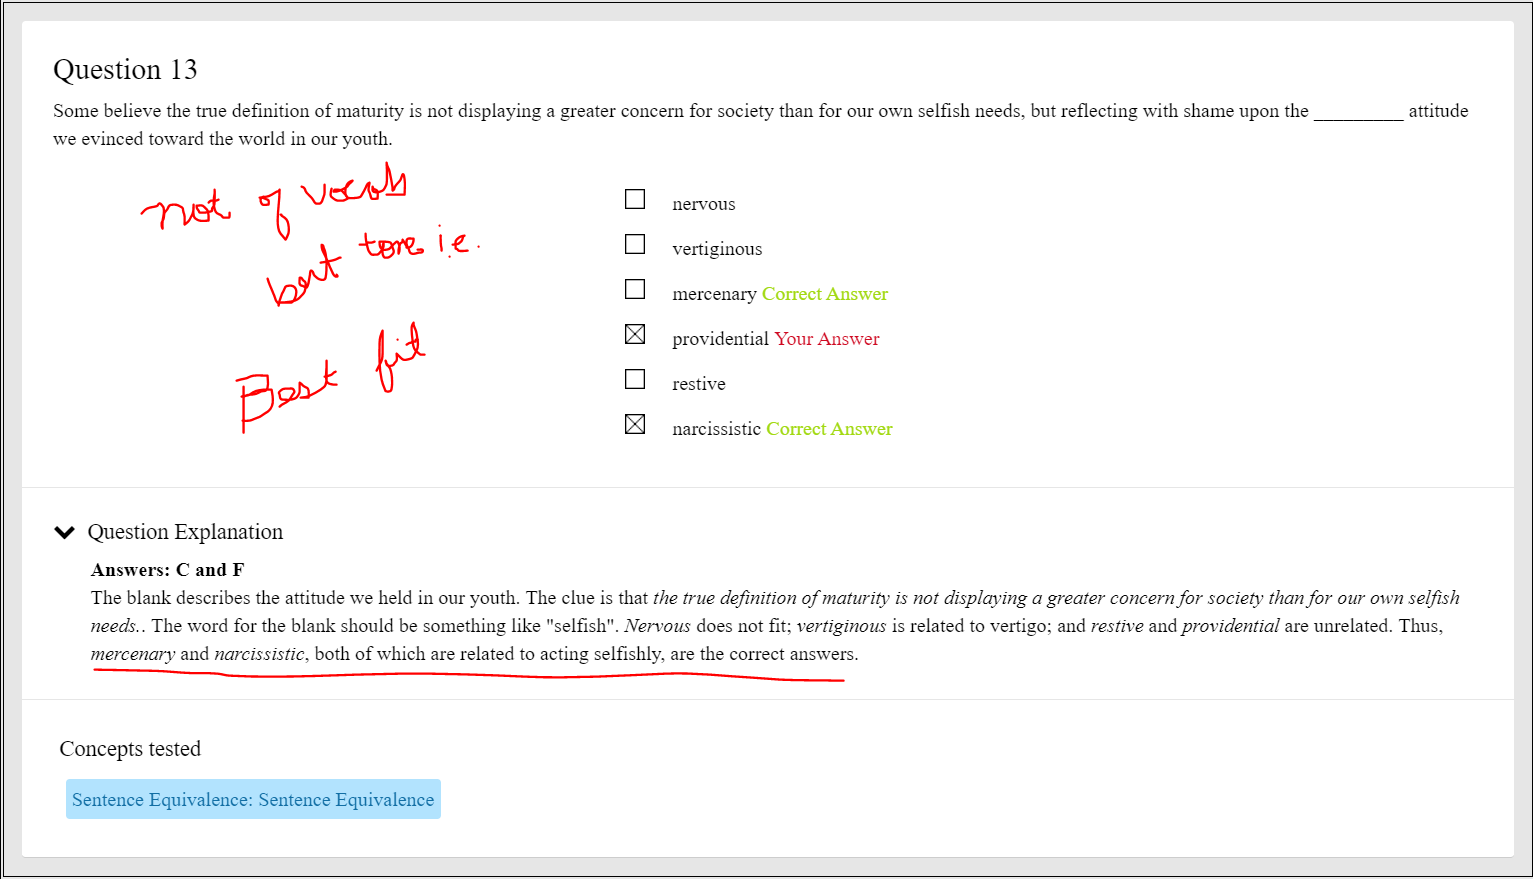 Question 13
Some believe the true definition of maturity is not displaying a greater concern for society than for our own selfish needs, but reflecting with shame upon the _________ attitude
we evinced toward the world in our youth.
not of vocab
but tone i.e.
Best fit
nervous
vertiginous
mercenary Correct Answer
providential Your Answer
restive
narcissistic Correct Answer
Question Explanation
Answers: C and F
The blank describes the attitude we held in our youth. The clue is that the true definition of maturity is not displaying a greater concern for society than for our own selfish
needs.. The word for the blank should be something like "selfish". Nervous does not fit; vertiginous is related to vertigo; and restive and providential are unrelated. Thus,
mercenary and narcissistic, both of which are related to acting selfishly, are the correct answers.
Concepts tested
Sentence Equivalence: Sentence Equivalence